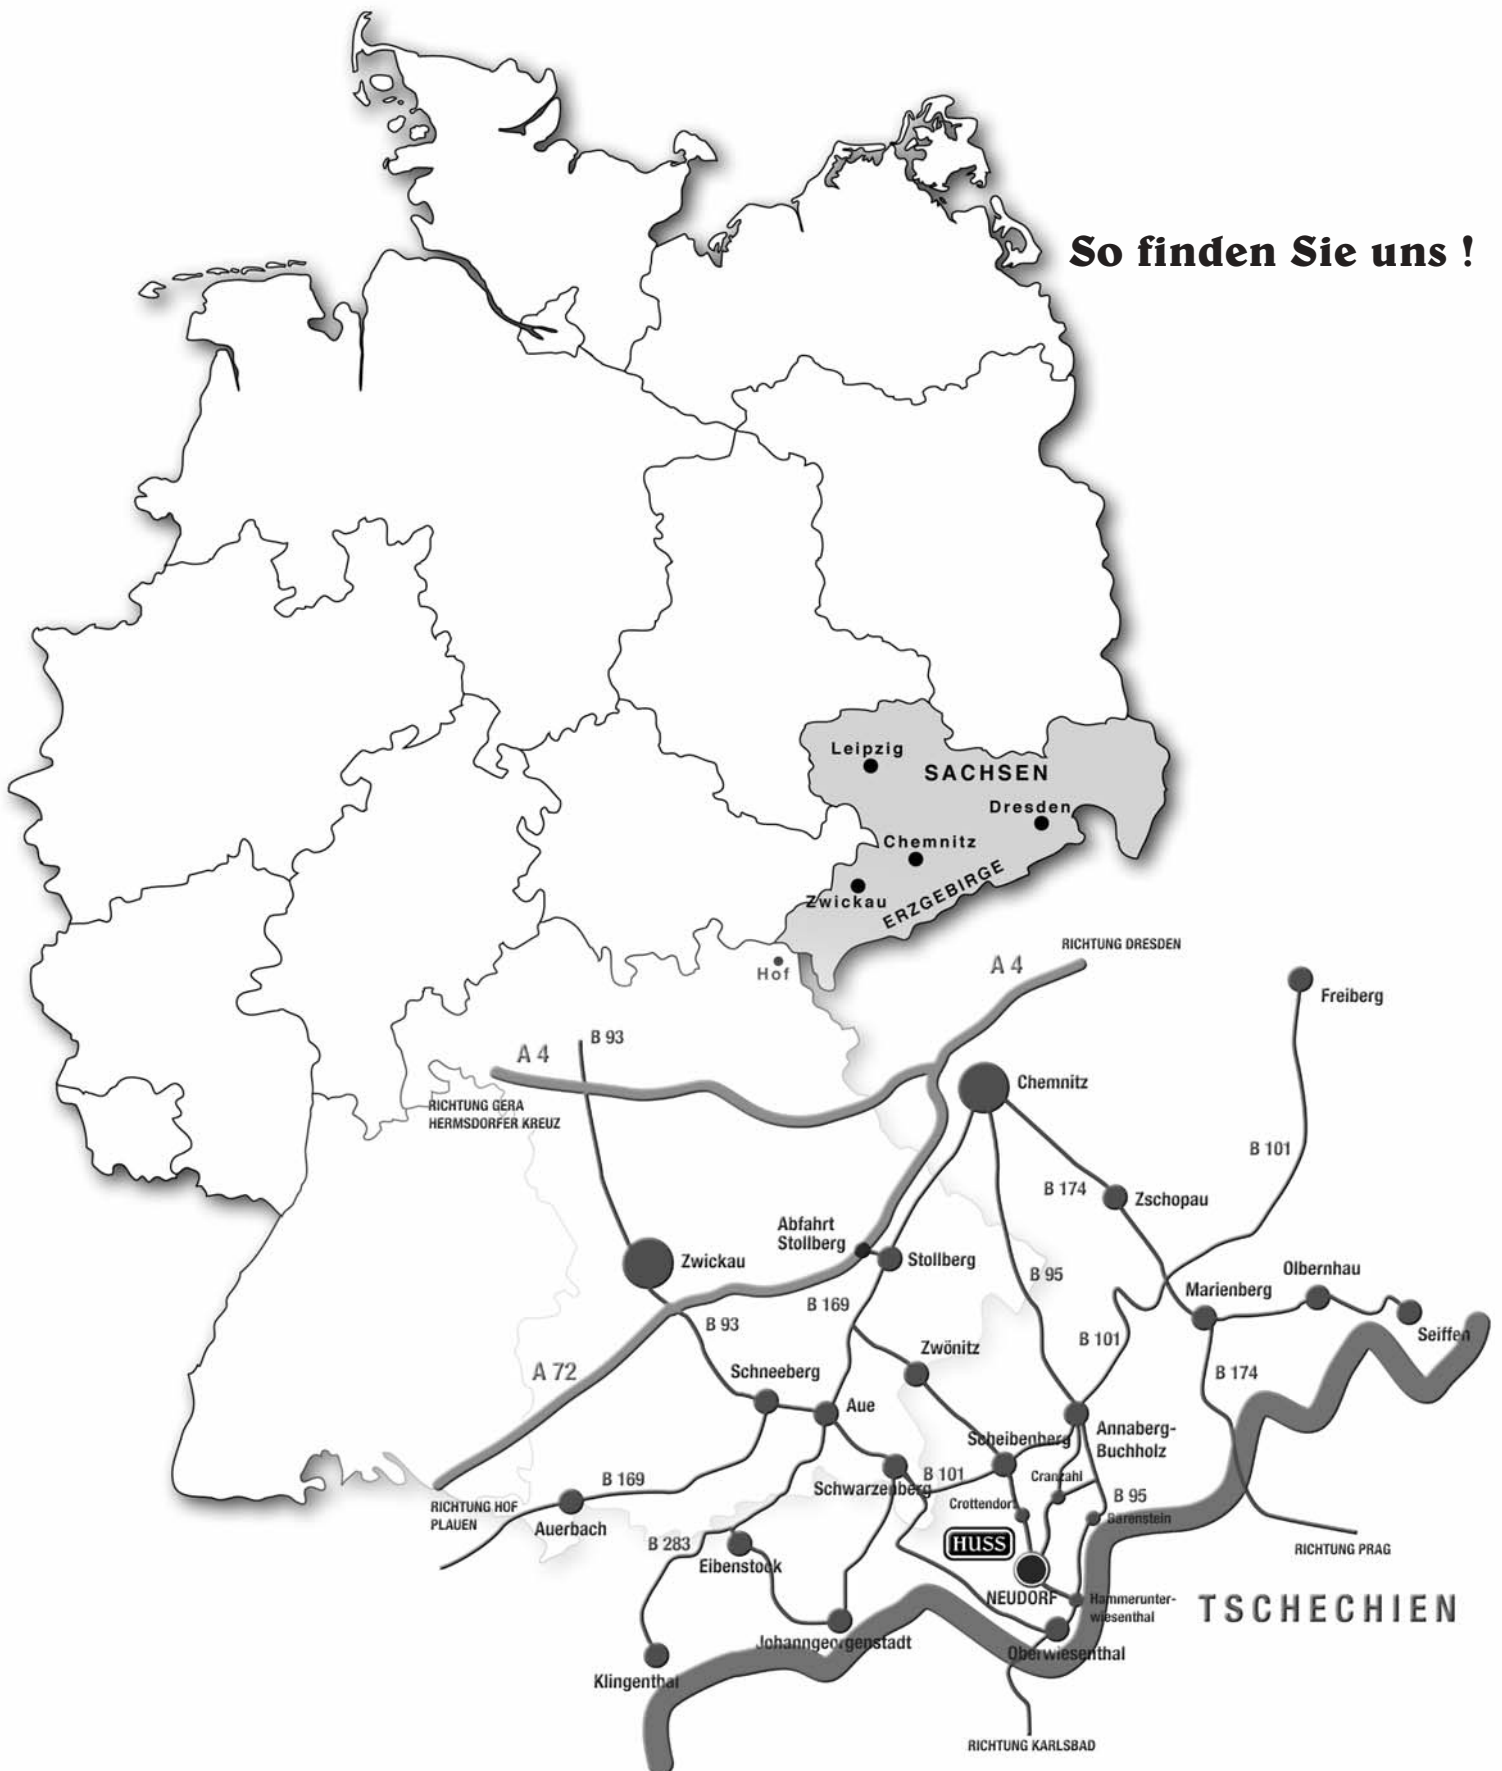 So finden Sie uns !
Leipzig
SACHSEN
Dresden
Chemnitz
Zwickau
ERZGEBIRGE
Hof
RICHTUNG DRESDEN
A 4
Freiberg
B 93
A 4
Chemnitz
RICHTUNG GERA
HERMSDORFER KREUZ
B 101
B 174
Zschopau
Abfahrt
Stollberg
Zwickau
Stollberg
B 95
Olbernhau
Marienberg
B 169
B 93
Seiffen
B 101
Zwönitz
A 72
Schneeberg
B 174
Aue
Annaberg-
Buchholz
Scheibenberg
B 169
B 101
Cranzahl
Schwarzenberg
B 95
Crottendorf
RICHTUNG HOF
PLAUEN
Auerbach
Bärenstein
B 283
HUSS
RICHTUNG PRAG
Eibenstock
NEUDORF
Hammerunter-
wiesenthal
TSCHECHIEN
Johanngeorgenstadt
Oberwiesenthal
Klingenthal
RICHTUNG KARLSBAD